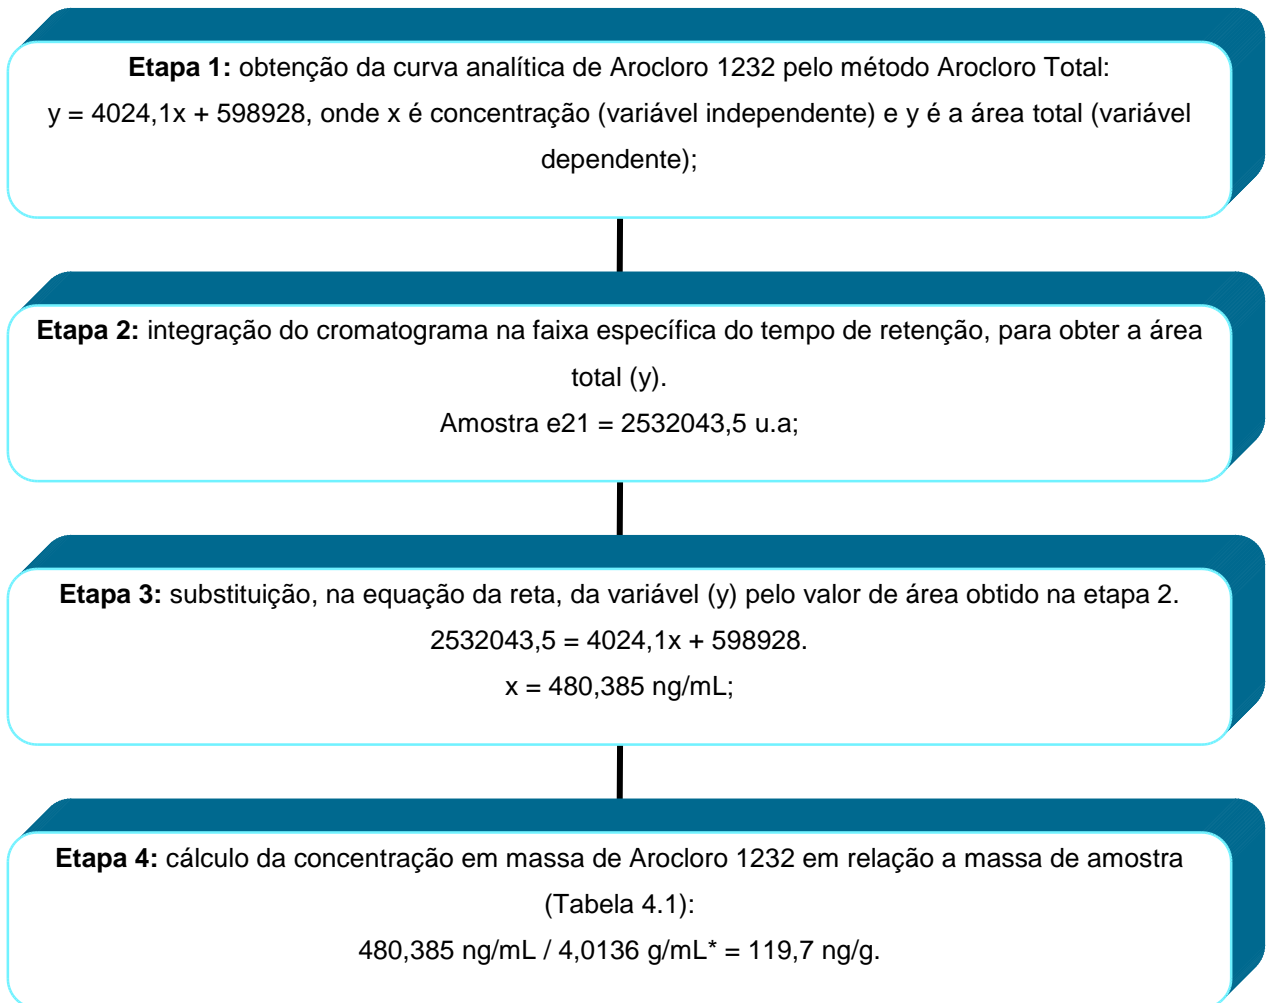 Etapa 1: obtenção da curva analítica de Arocloro 1232 pelo método Arocloro Total:
y = 4024,1x + 598928, onde x é concentração (variável independente) e y é a área total (variável
dependente);
Etapa 2: integração do cromatograma na faixa específica do tempo de retenção, para obter a área
total (y).
Amostra e21 = 2532043,5 u.a;
Etapa 3: substituição, na equação da reta, da variável (y) pelo valor de área obtido na etapa 2.
2532043,5 = 4024,1x + 598928.
x = 480,385 ng/mL;
Etapa 4: cálculo da concentração em massa de Arocloro 1232 em relação a massa de amostra
(Tabela 4.1):
480,385 ng/mL / 4,0136 g/mL* = 119,7 ng/g.